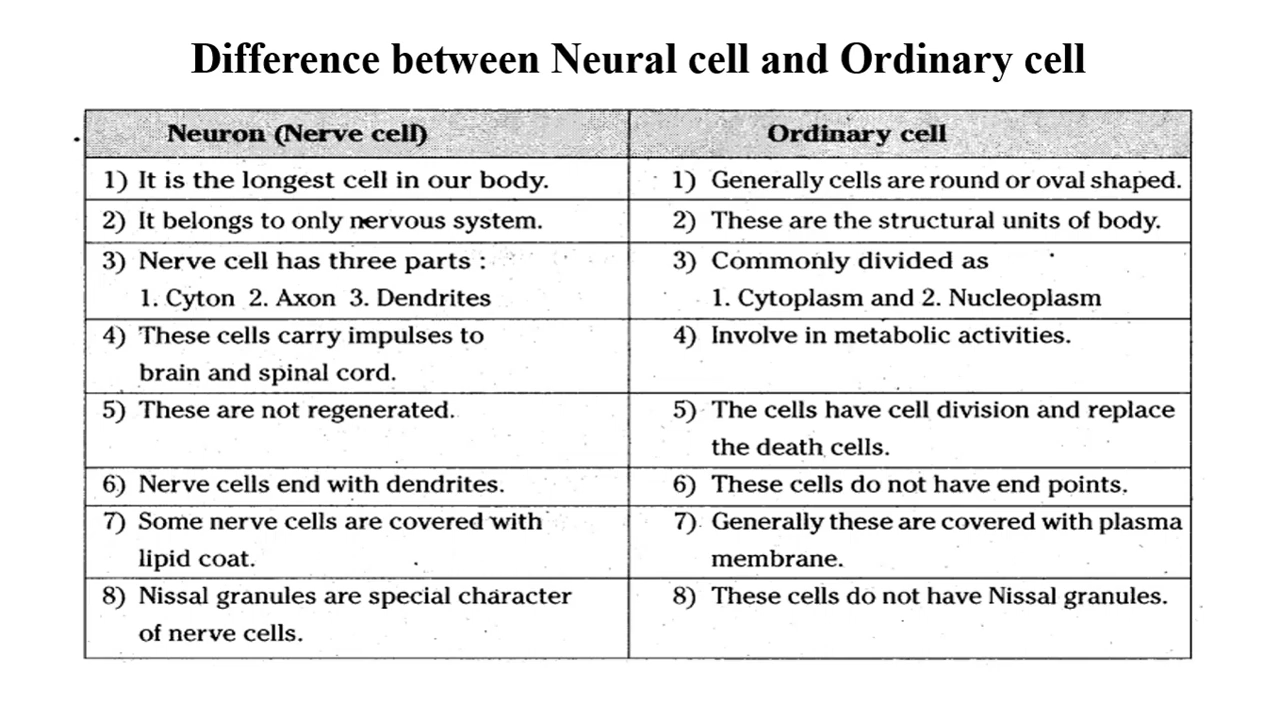 Difference between Neural cell and Ordinary cell
Neuron (Nerve cell)
Ordinary cell
1) It is the longest cell in our body.
1) Generally cells are round or oval shaped.
2) It belongs to only nervous system.
2) These are the structural units of body.
3) Nerve cell has three parts :
1. Cyton 2. Axon 3. Dendrites
3) Commonly divided as
1. Cytoplasm and 2. Nucleoplasm
4) These cells carry impulses to
brain and spinal cord.
4) Involve in metabolic activities.
5) These are not regenerated.
5) The cells have cell division and replace
the death cells.
6) Nerve cells end with dendrites.
6) These cells do not have end points.
7) Some nerve cells are covered with
lipid coat.
7) Generally these are covered with plasma
membrane.
8) Nissal granules are special character
of nerve cells.
8) These cells do not have Nissal granules.